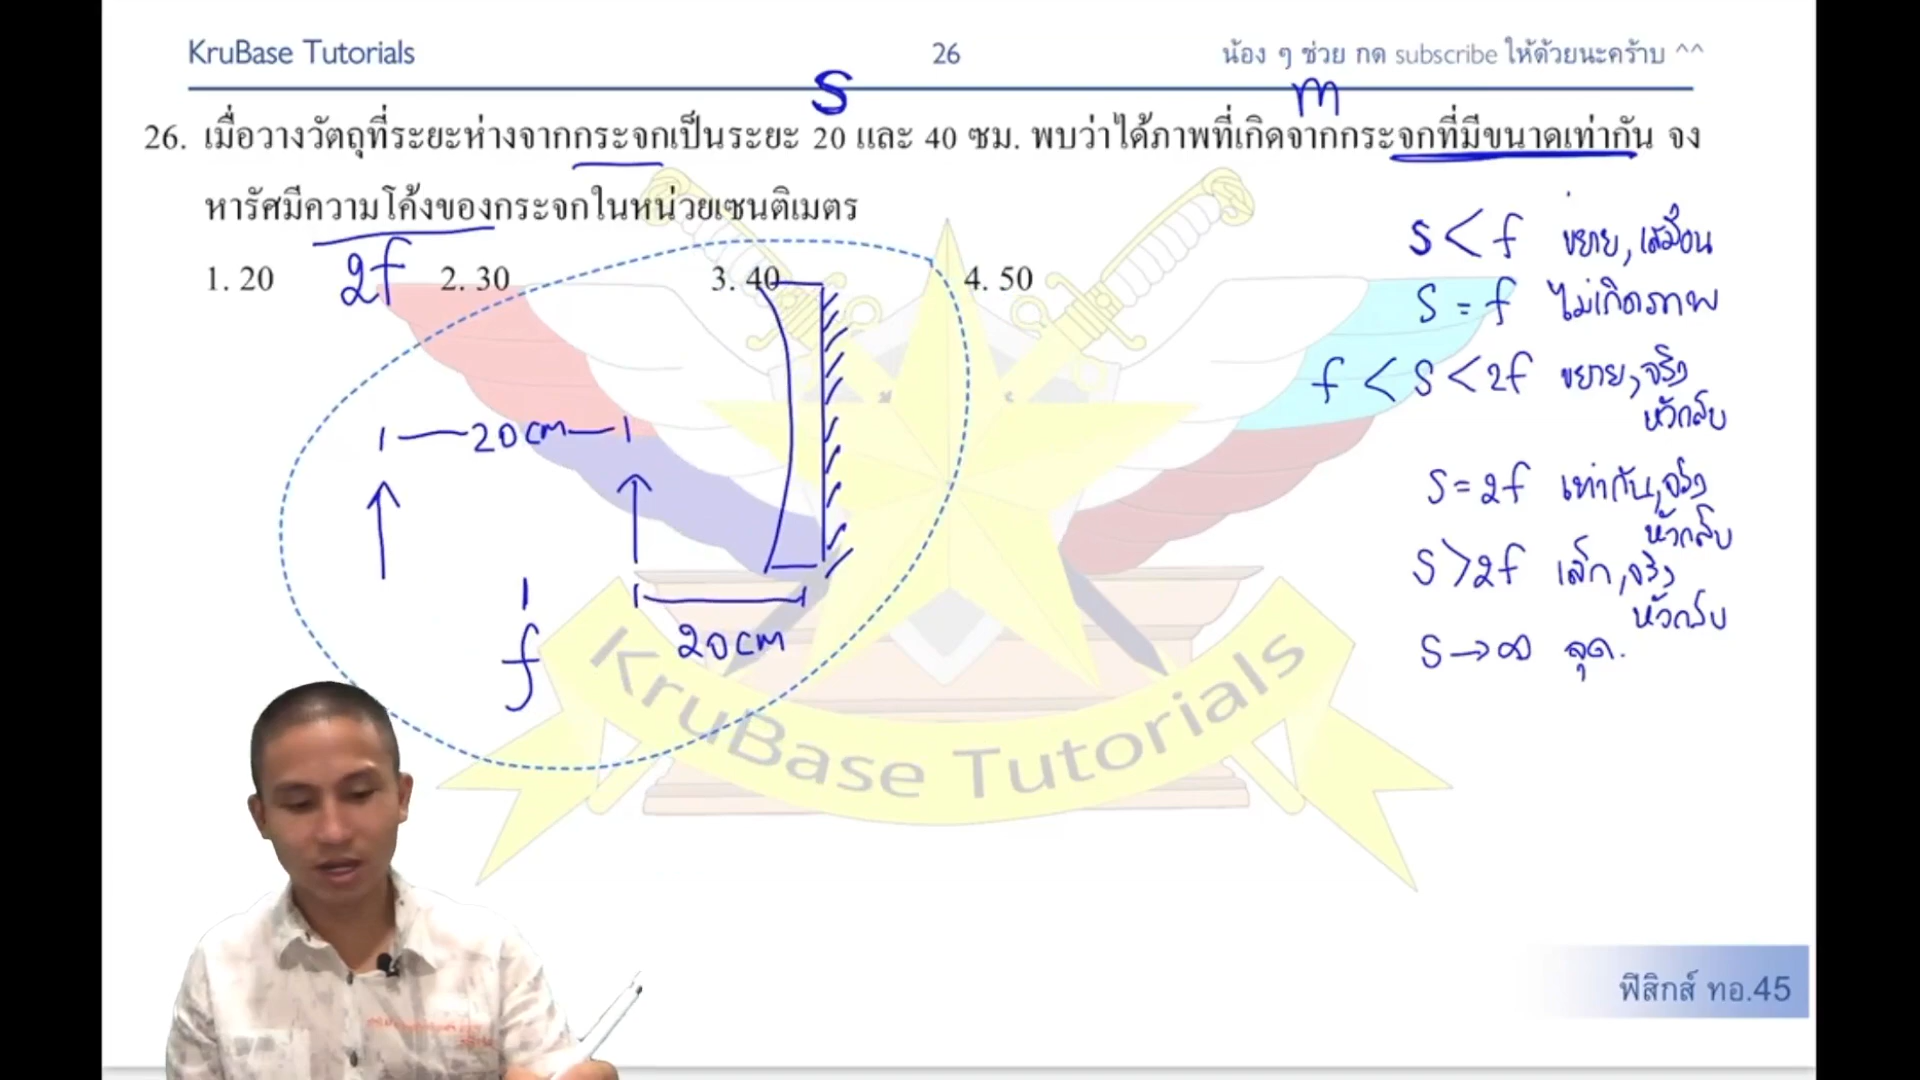 KruBase Tutorials 26 น้อง ๆ ช่วย กด subscribe ให้ด้วยนะคร้าบ ^^
S m
26. เมื่อวางวัตถุที่ระยะห่างจากกระจกเป็นระยะ 20 และ 40 ซม. พบว่าได้ภาพที่เกิดจากกระจกที่มีขนาดเท่ากัน จง
หารัศมีความโค้งของกระจกในหน่วยเซนติเมตร
2f
1. 20 2. 30 3. 40 4. 50
20cm
20cm
f
S < f ขยาย, เสมือน
S = f ไม่เกิดภาพ
f < S < 2f ขยาย, จริง
หัวกลับ
S = 2f เท่ากัน, จริง
หัวกลับ
S > 2f เล็ก, จริง
หัวกลับ
S → ∞ จุด.
KruBase Tutorials
ฟิสิกส์ ทอ.45